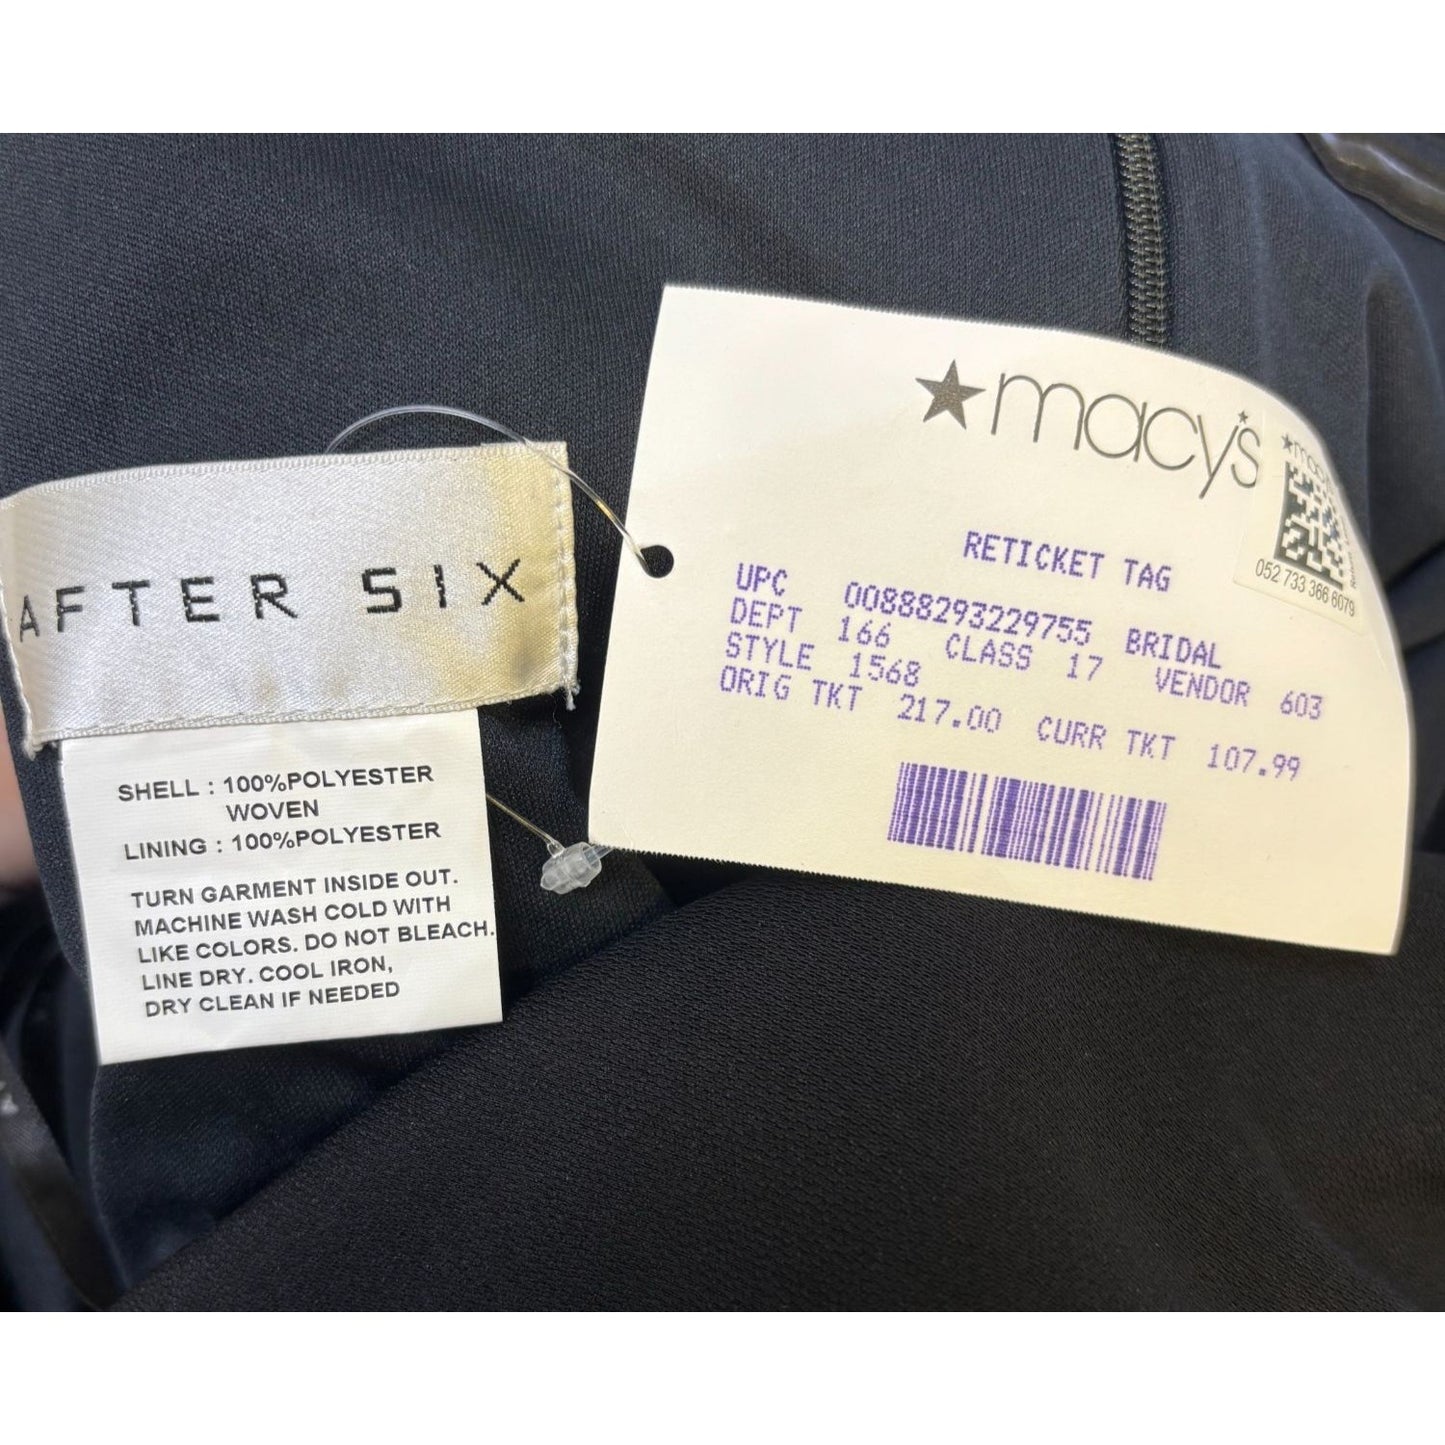 AFTER SIX
SHELL : 100%POLYESTER
WOVEN
LINING : 100%POLYESTER
TURN GARMENT INSIDE OUT.
MACHINE WASH COLD WITH
LIKE COLORS. DO NOT BLEACH.
LINE DRY. COOL IRON,
DRY CLEAN IF NEEDED
macy's
RETICKET TAG
UPC 00888293229755 BRIDAL
DEPT 166 CLASS 17 VENDOR 603
STYLE 1568
ORIG TKT 217.00 CURR TKT 107.99
052 733 366 6079